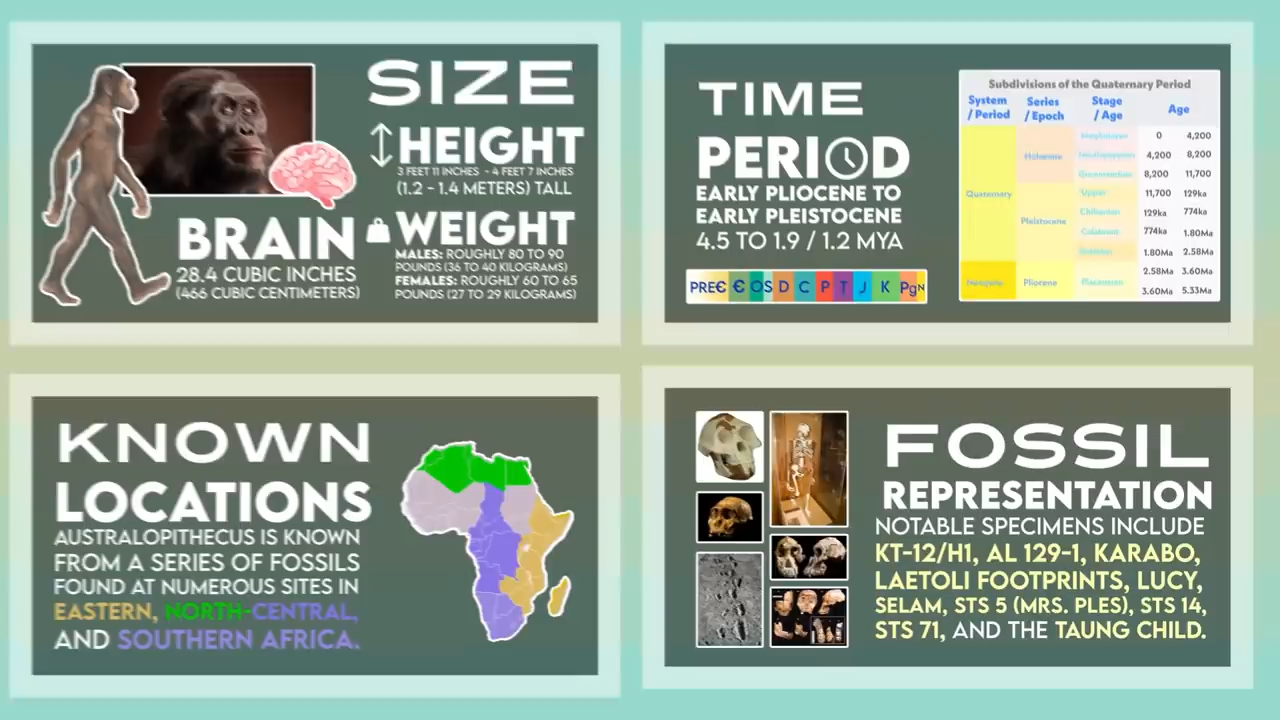 SIZE
HEIGHT
3 FEET 11 INCHES - 4 FEET 7 INCHES
(1.2 - 1.4 METERS) TALL
BRAIN
28.4 CUBIC INCHES
(466 CUBIC CENTIMETERS)
WEIGHT
MALES: ROUGHLY 80 TO 90
POUNDS (36 TO 40 KILOGRAMS)
FEMALES: ROUGHLY 60 TO 65
POUNDS (27 TO 29 KILOGRAMS)
TIME
PERIOD
EARLY PLIOCENE TO
EARLY PLEISTOCENE
4.5 TO 1.9 / 1.2 MYA
PREЄ Є O S D C P T J K Pg N
Subdivisions of the Quaternary Period
System / Period Series / Epoch Stage / Age Age
0 4,200
Holocene 4,200 8,200
8,200 11,700
Quaternary Upper 11,700 129ka
Pleistocene Chibanian 129ka 774ka
Calabrian 774ka 1.80Ma
1.80Ma 2.58Ma
Pliocene 2.58Ma 3.60Ma
3.60Ma 5.33Ma
KNOWN
LOCATIONS
AUSTRALOPITHECUS IS KNOWN
FROM A SERIES OF FOSSILS
FOUND AT NUMEROUS SITES IN
EASTERN, NORTH-CENTRAL,
AND SOUTHERN AFRICA.
FOSSIL
REPRESENTATION
NOTABLE SPECIMENS INCLUDE
KT-12/H1, AL 129-1, KARABO,
LAETOLI FOOTPRINTS, LUCY,
SELAM, STS 5 (MRS. PLES), STS 14,
STS 71, AND THE TAUNG CHILD.